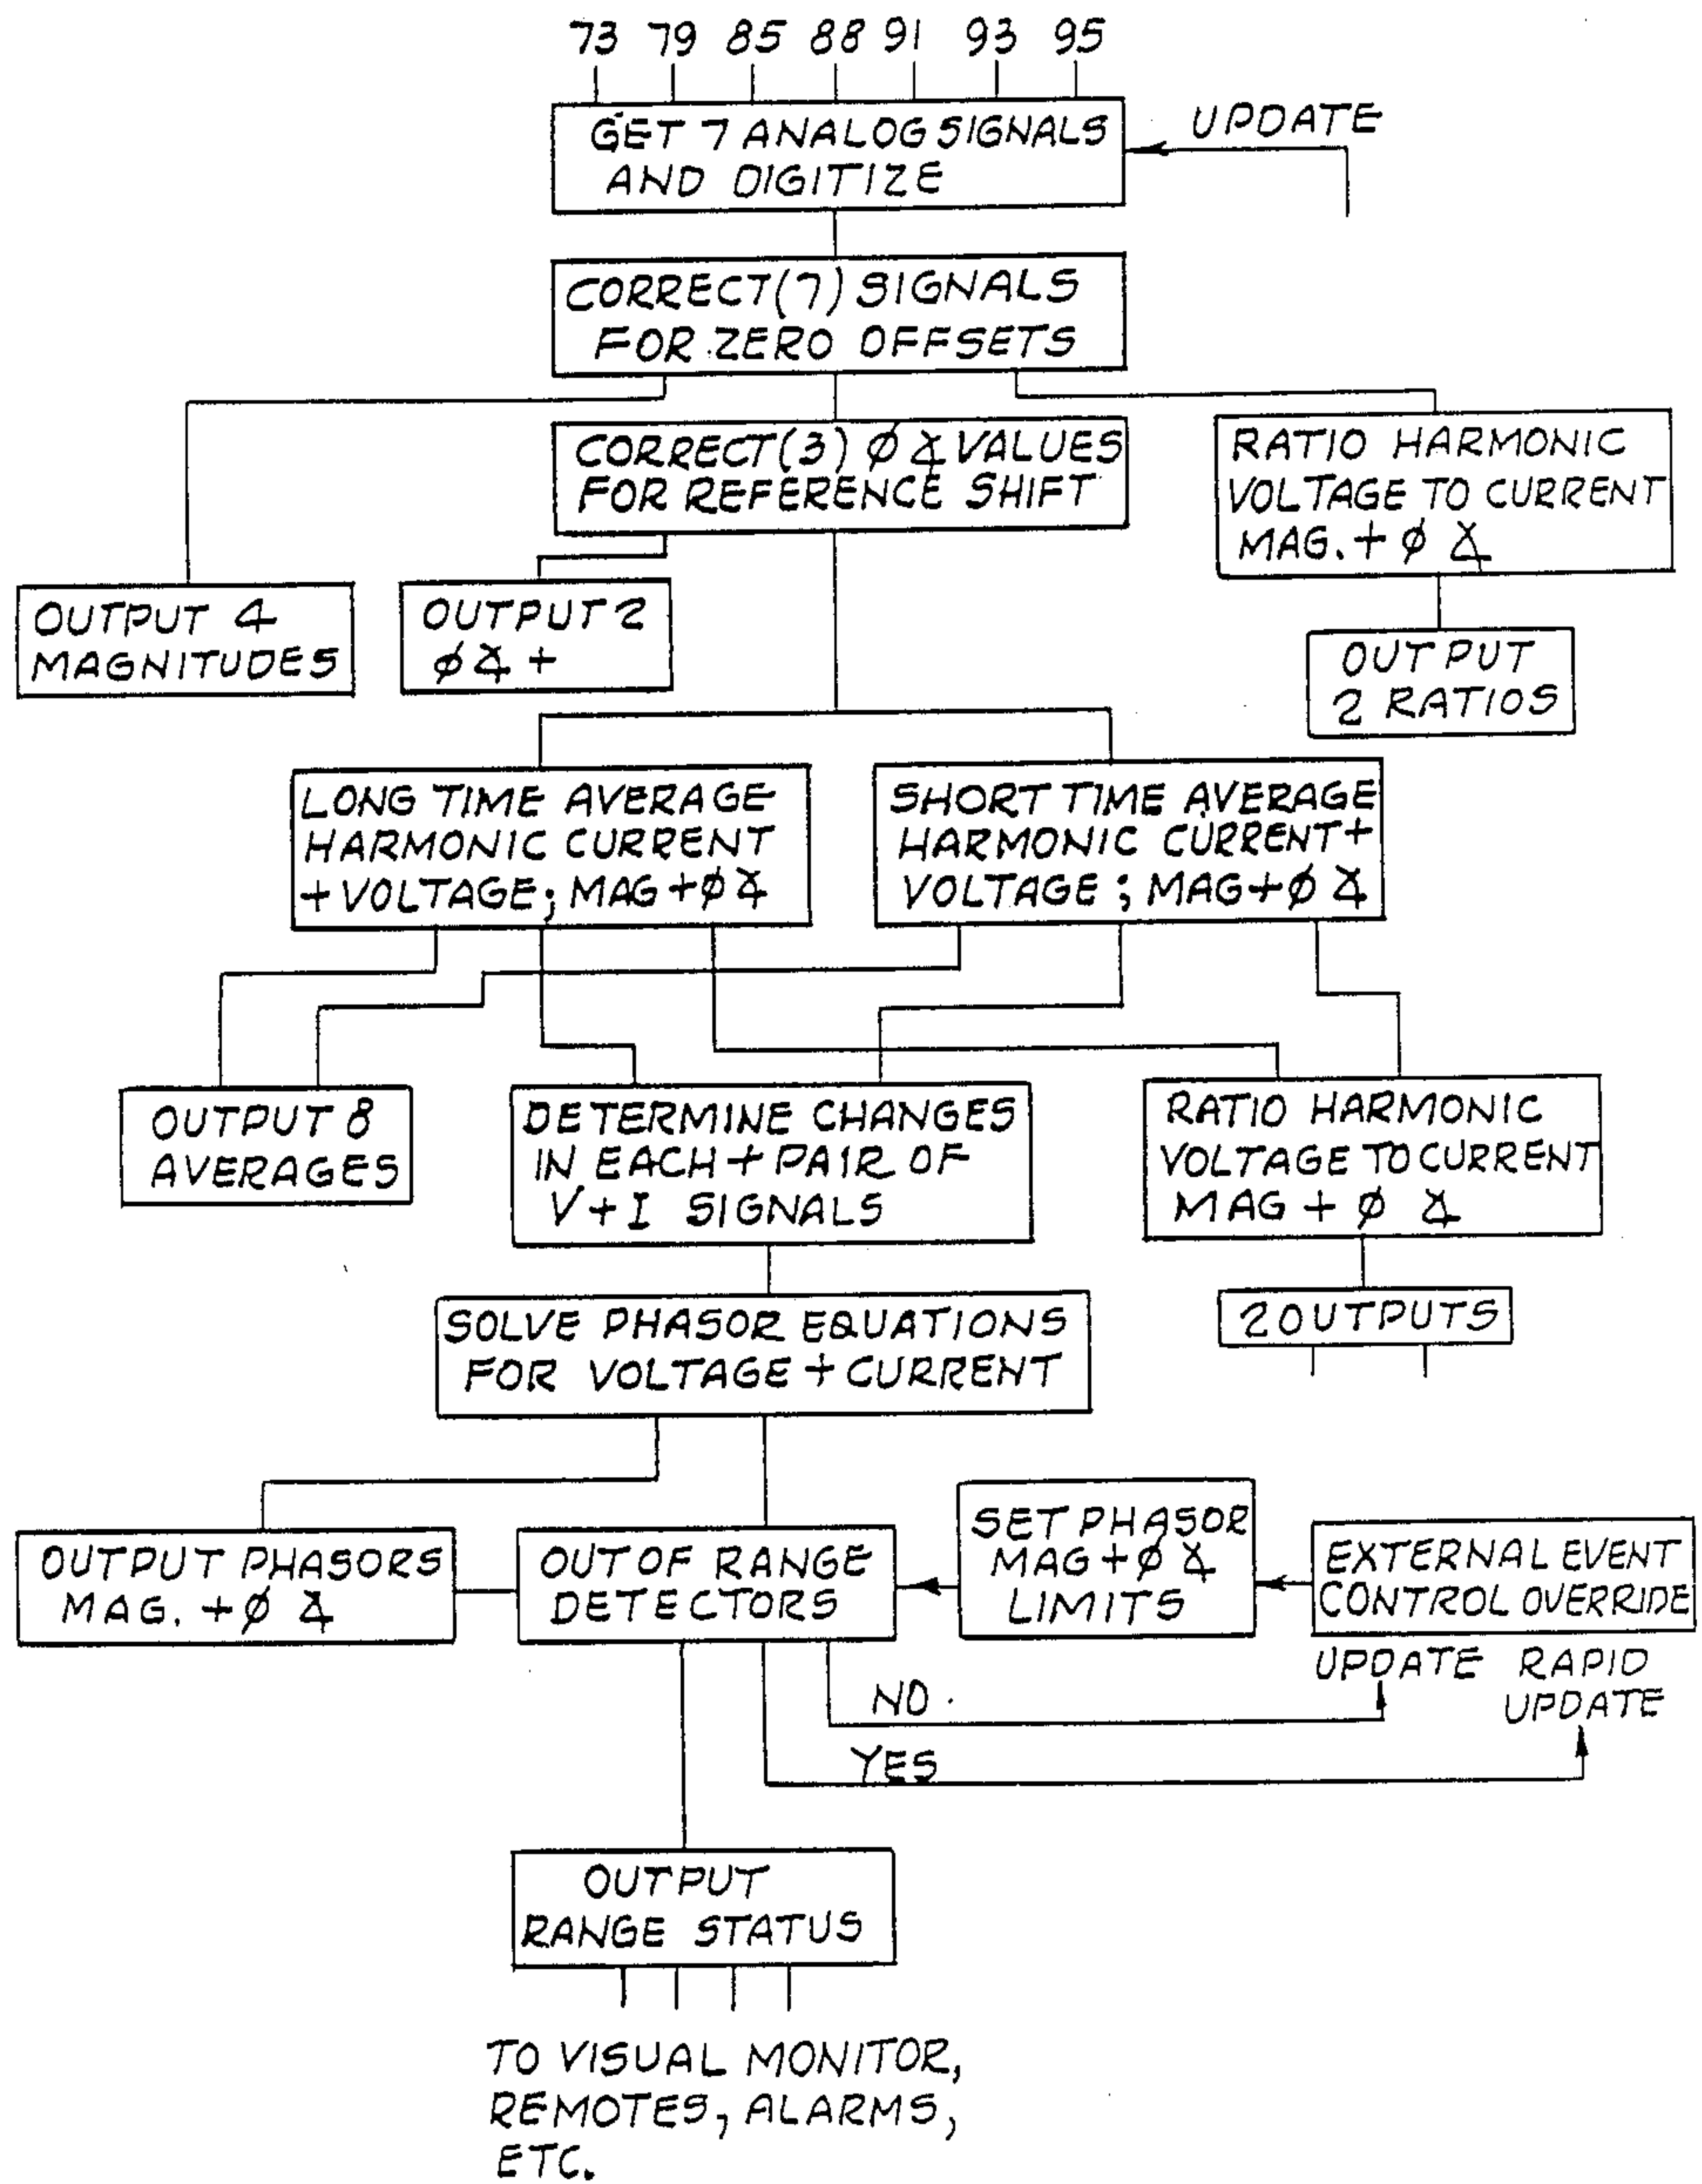 73 79 85 88 91 93 95
GET 7 ANALOG SIGNALS
AND DIGITIZE
UPDATE
CORRECT(7) SIGNALS
FOR ZERO OFFSETS
CORRECT(3) ϕ ∡ VALUES
FOR REFERENCE SHIFT
RATIO HARMONIC
VOLTAGE TO CURRENT
MAG. + ϕ ∡
OUTPUT 4
MAGNITUDES
OUTPUT 2
ϕ ∡ +
OUTPUT
2 RATIOS
LONG TIME AVERAGE
HARMONIC CURRENT
+ VOLTAGE; MAG + ϕ ∡
SHORT TIME AVERAGE
HARMONIC CURRENT +
VOLTAGE ; MAG + ϕ ∡
OUTPUT 8
AVERAGES
DETERMINE CHANGES
IN EACH + PAIR OF
V + I SIGNALS
RATIO HARMONIC
VOLTAGE TO CURRENT
MAG + ϕ ∡
SOLVE PHASOR EQUATIONS
FOR VOLTAGE + CURRENT
2 OUTPUTS
OUTPUT PHASORS
MAG. + ϕ ∡
OUT OF RANGE
DETECTORS
SET PHASOR
MAG + ϕ ∡
LIMITS
EXTERNAL EVENT
CONTROL OVERRIDE
UPDATE
RAPID
UPDATE
NO
YES
OUTPUT
RANGE STATUS
TO VISUAL MONITOR,
REMOTES, ALARMS,
ETC.